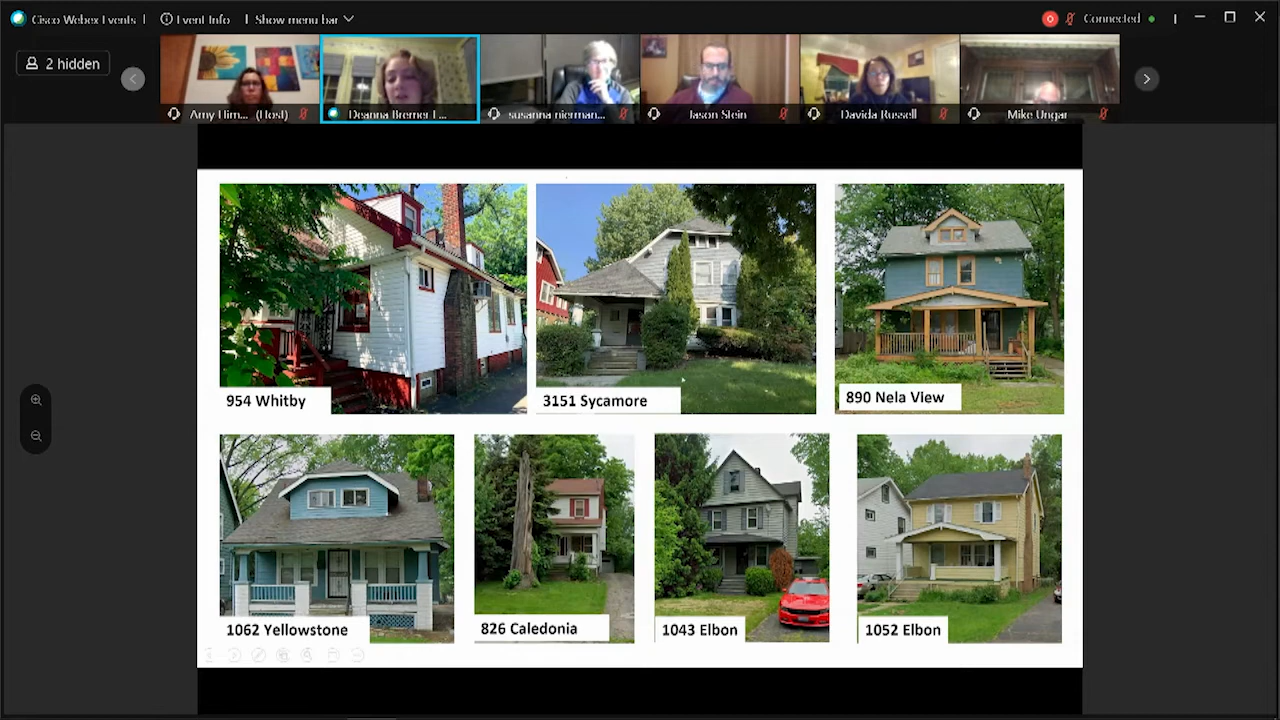 Cisco Webex Events
Event Info
Show menu bar
Connected
2 hidden
Amy Him... (Host)
Deanna Bremer F...
susanna nierman...
Jason Stein
Davida Russell
Mike Ungar
954 Whitby
3151 Sycamore
890 Nela View
1062 Yellowstone
826 Caledonia
1043 Elbon
1052 Elbon